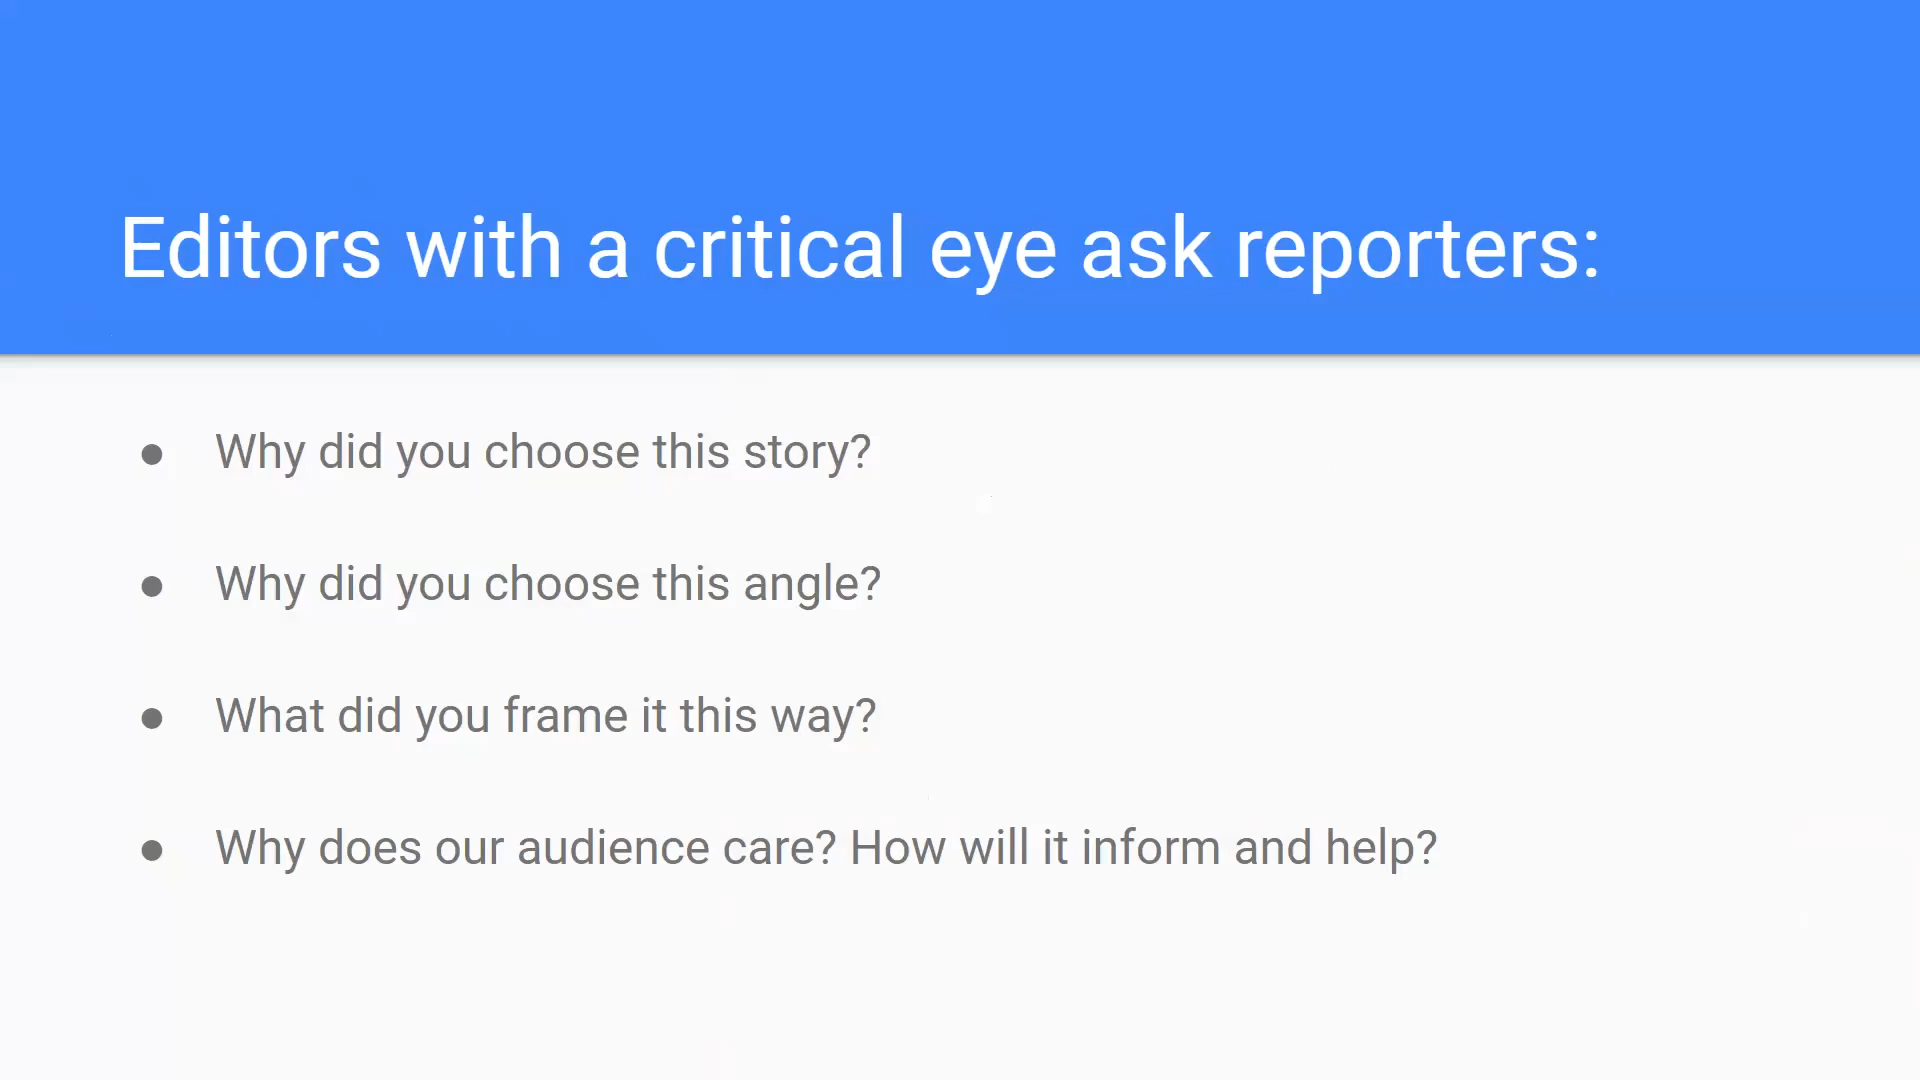 Editors with a critical eye ask reporters:
● Why did you choose this story?
● Why did you choose this angle?
● What did you frame it this way?
● Why does our audience care? How will it inform and help?